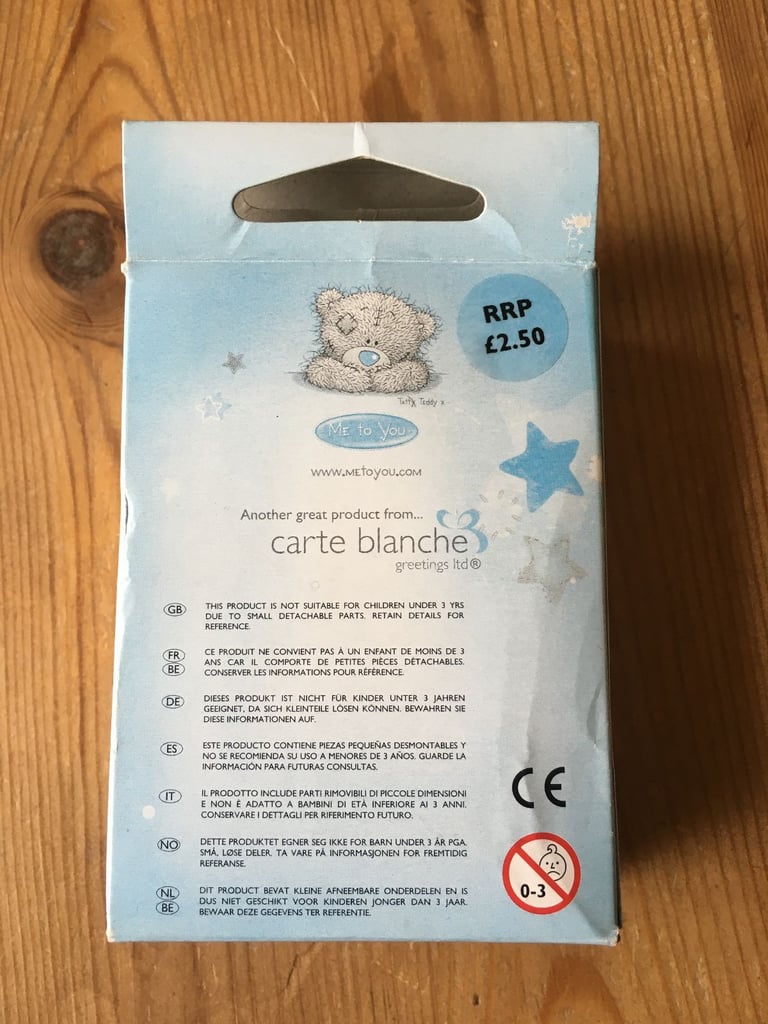 RRP
£2.50
Tatty Teddy x
ME to YOU
www.MEtoYOU.com
Another great product from...
carte blanche
greetings ltd®
GB
THIS PRODUCT IS NOT SUITABLE FOR CHILDREN UNDER 3 YRS
DUE TO SMALL DETACHABLE PARTS. RETAIN DETAILS FOR
REFERENCE.
FR
BE
CE PRODUIT NE CONVIENT PAS À UN ENFANT DE MOINS DE 3
ANS CAR IL COMPORTE DE PETITES PIÈCES DÉTACHABLES.
CONSERVER LES INFORMATIONS POUR RÉFÉRENCE.
DE
DIESES PRODUKT IST NICHT FÜR KINDER UNTER 3 JAHREN
GEEIGNET, DA SICH KLEINTEILE LÖSEN KÖNNEN. BEWAHREN SIE
DIESE INFORMATIONEN AUF.
ES
ESTE PRODUCTO CONTIENE PIEZAS PEQUEÑAS DESMONTABLES Y
NO SE RECOMIENDA SU USO A MENORES DE 3 AÑOS. GUARDE LA
INFORMACIÓN PARA FUTURAS CONSULTAS.
IT
IL PRODOTTO INCLUDE PARTI RIMOVIBILI DI PICCOLE DIMENSIONI
E NON È ADATTO A BAMBINI DI ETÀ INFERIORE AI 3 ANNI.
CONSERVARE I DETTAGLI PER RIFERIMENTO FUTURO.
NO
DETTE PRODUKTET EGNER SEG IKKE FOR BARN UNDER 3 ÅR PGA.
SMÅ, LØSE DELER. TA VARE PÅ INFORMASJONEN FOR FREMTIDIG
REFERANSE.
NL
BE
DIT PRODUCT BEVAT KLEINE AFNEEMBARE ONDERDELEN EN IS
DUS NIET GESCHIKT VOOR KINDEREN JONGER DAN 3 JAAR.
BEWAAR DEZE GEGEVENS TER REFERENTIE.
CE
0-3